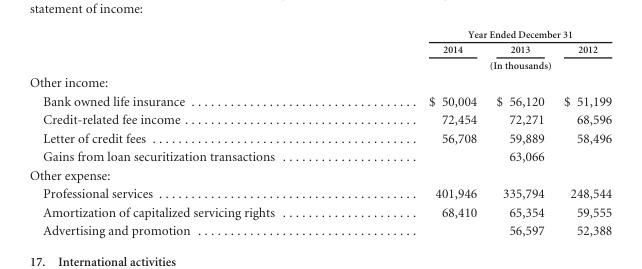 statement of income:
Year Ended December 31
2014 2013 2012
(In thousands)
Other income:
Bank owned life insurance . . . . . . . . . . . . . . . . . . . . . . . . . . . . . . . . . . $ 50,004 $ 56,120 $ 51,199
Credit-related fee income . . . . . . . . . . . . . . . . . . . . . . . . . . . . . . . . . . . 72,454 72,271 68,596
Letter of credit fees . . . . . . . . . . . . . . . . . . . . . . . . . . . . . . . . . . . . . . . . 56,708 59,889 58,496
Gains from loan securitization transactions . . . . . . . . . . . . . . . . . . . . 63,066
Other expense:
Professional services . . . . . . . . . . . . . . . . . . . . . . . . . . . . . . . . . . . . . . . 401,946 335,794 248,544
Amortization of capitalized servicing rights . . . . . . . . . . . . . . . . . . . . 68,410 65,354 59,555
Advertising and promotion . . . . . . . . . . . . . . . . . . . . . . . . . . . . . . . . . 56,597 52,388
17. International activities